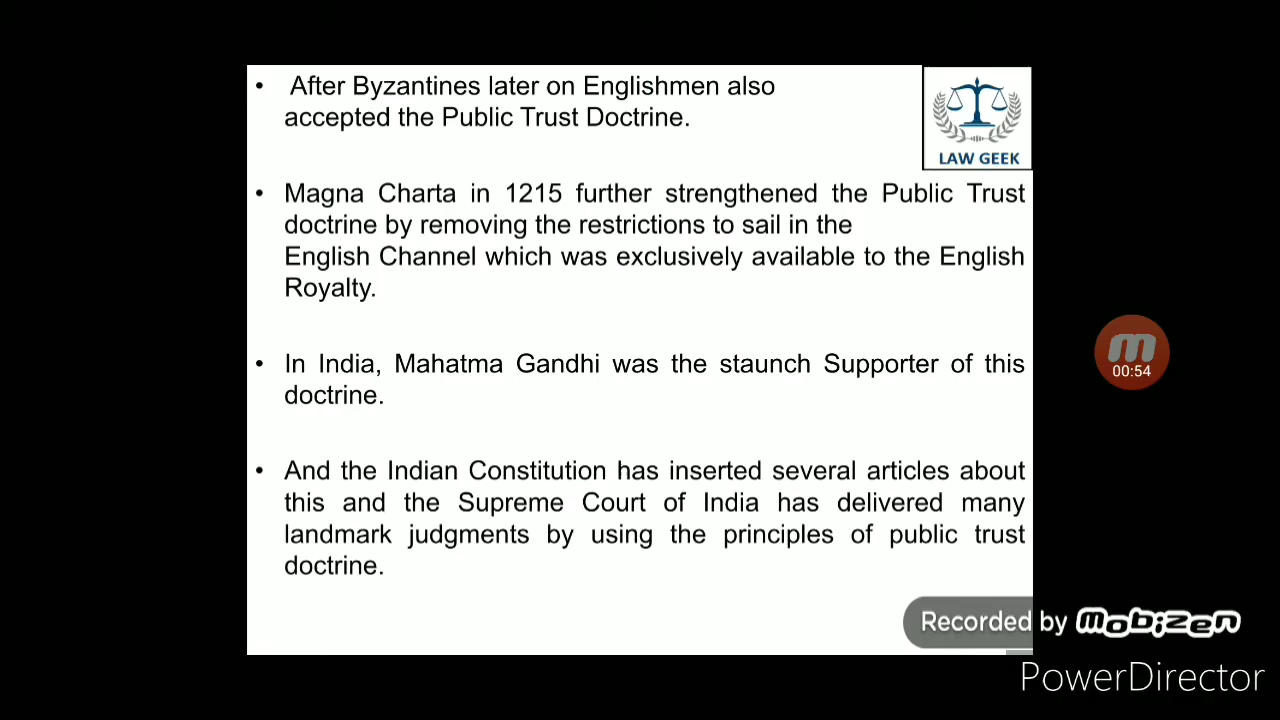 • After Byzantines later on Englishmen also
accepted the Public Trust Doctrine.
LAW GEEK
• Magna Charta in 1215 further strengthened the Public Trust
doctrine by removing the restrictions to sail in the
English Channel which was exclusively available to the English
Royalty.
• In India, Mahatma Gandhi was the staunch Supporter of this
doctrine.
• And the Indian Constitution has inserted several articles about
this and the Supreme Court of India has delivered many
landmark judgments by using the principles of public trust
doctrine.
00:54
Recorded by mobizen
PowerDirector